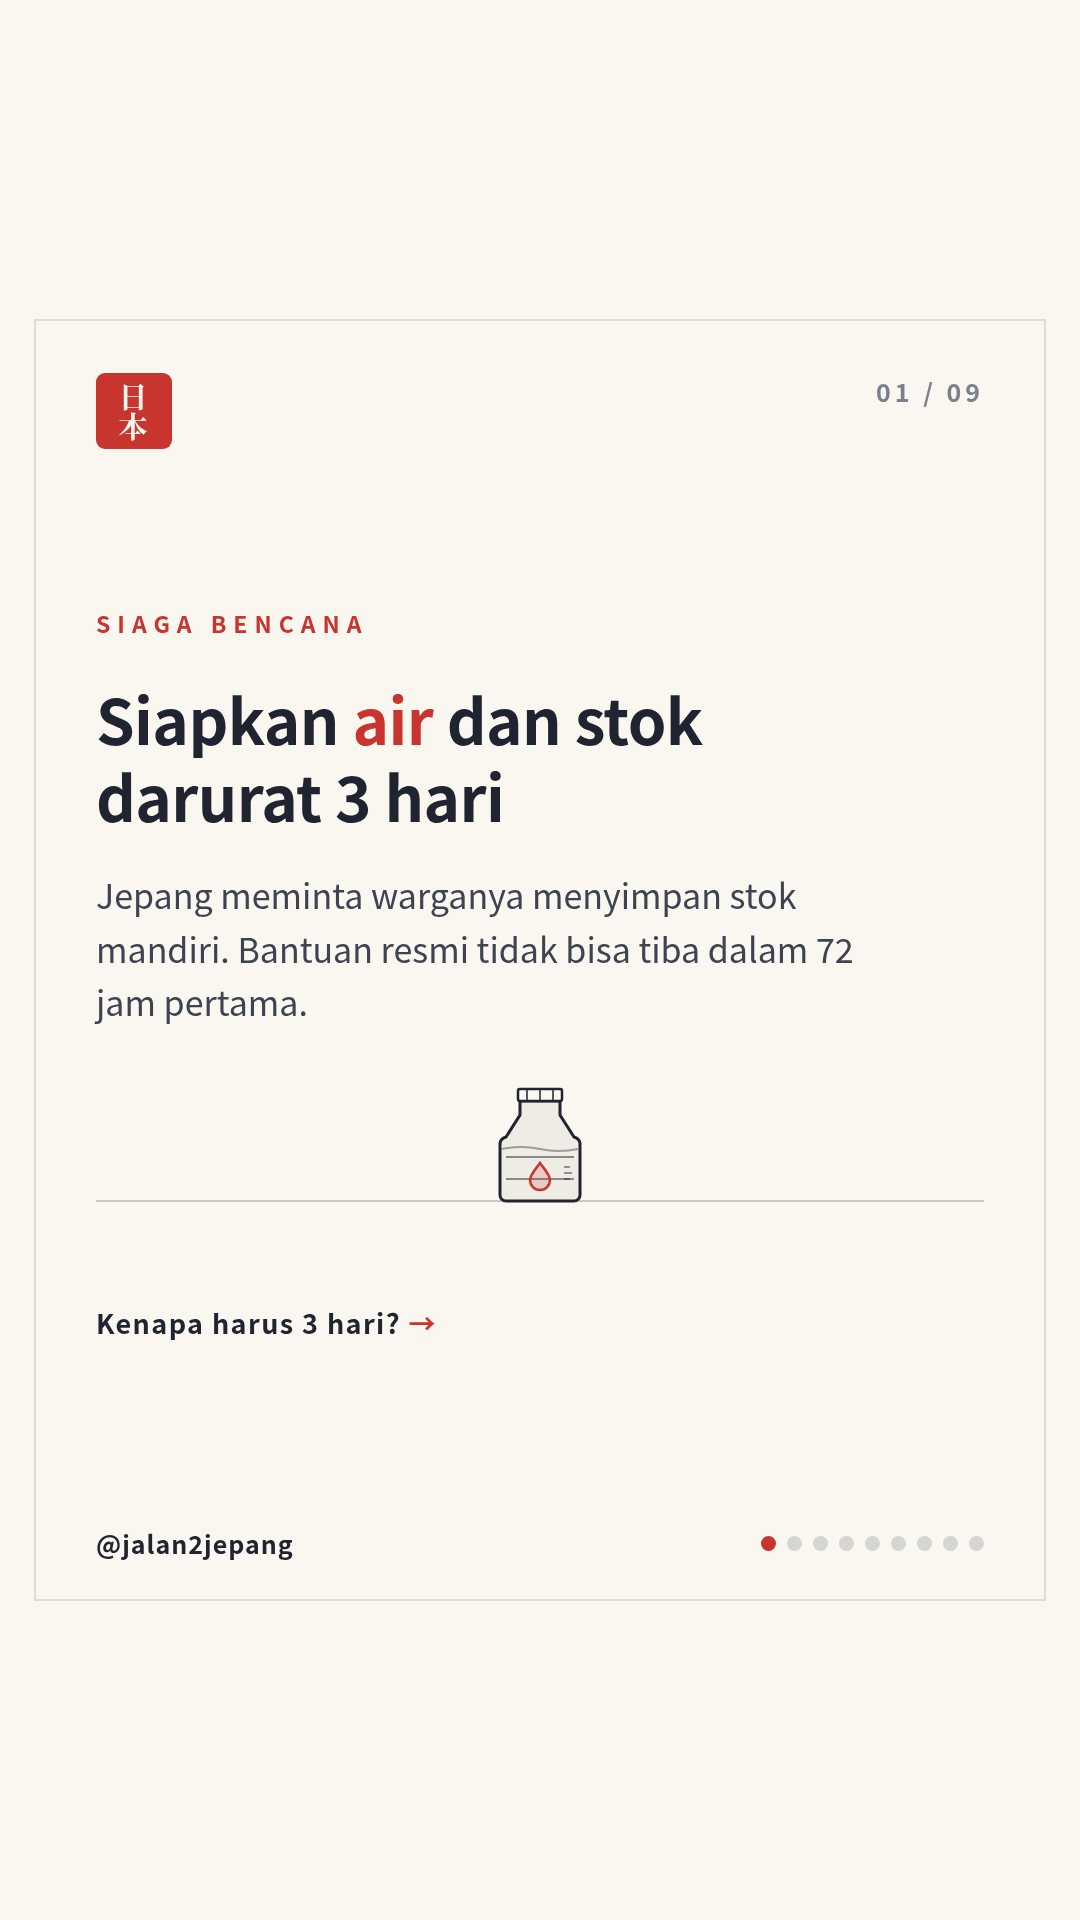 日
本
01 / 09
SIAGA BENCANA
Siapkan air dan stok
darurat 3 hari
Jepang meminta warganya menyimpan stok
mandiri. Bantuan resmi tidak bisa tiba dalam 72
jam pertama.
Kenapa harus 3 hari? →
@jalan2jepang